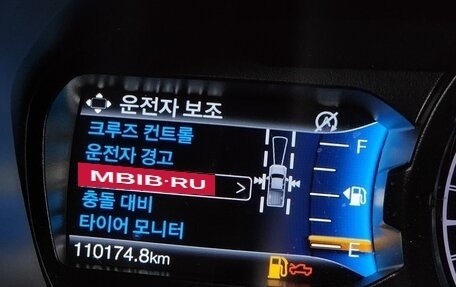 운전자 보조
크루즈 컨트롤
운전자 경고
MBIB·RU
>
충돌 대비
타이어 모니터
110174.8km
F
E